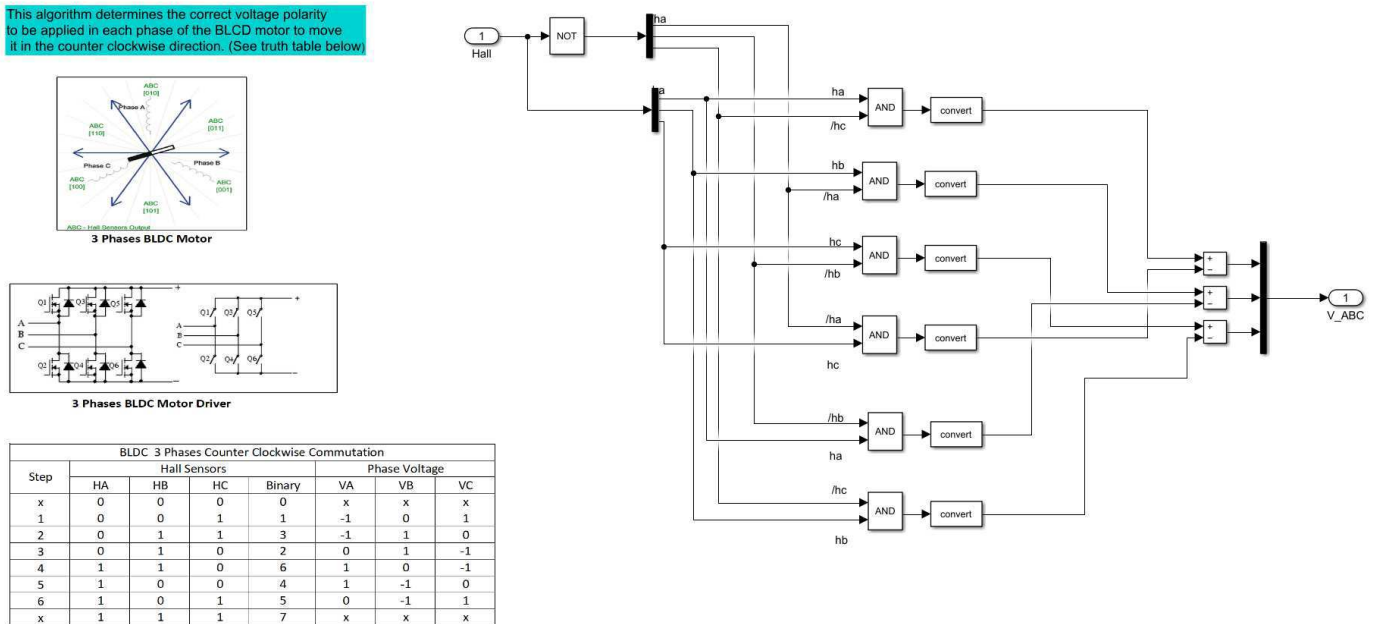 This algorithm determines the correct voltage polarity
to be applied in each phase of the BLCD motor to move
it in the counter clockwise direction. (See truth table below)
ABC
[010]
Phase A
ABC
[110]
ABC
[011]
Phase C
Phase B
ABC
[100]
ABC
[001]
ABC
[101]
ABC - Hall Sensors Output
3 Phases BLDC Motor
Q1 Q3 Q5
A
B
C
Q2 Q4 Q6
+
−
Q1 Q3 Q5
A
B
C
Q2 Q4 Q6
+
−
3 Phases BLDC Motor Driver
BLDC 3 Phases Counter Clockwise Commutation
Step Hall Sensors Phase Voltage
HA HB HC Binary VA VB VC
x 0 0 0 0 x x x
1 0 0 1 1 -1 0 1
2 0 1 1 3 -1 1 0
3 0 1 0 2 0 1 -1
4 1 1 0 6 1 0 -1
5 1 0 0 4 1 -1 0
6 1 0 1 5 0 -1 1
x 1 1 1 7 x x x
1
Hall
NOT
ha
ha
/hc
AND
convert
hb
/ha
AND
convert
hc
/hb
AND
convert
/ha
hc
AND
convert
/hb
ha
AND
convert
/hc
hb
AND
convert
+
−
+
−
+
−
1
V_ABC